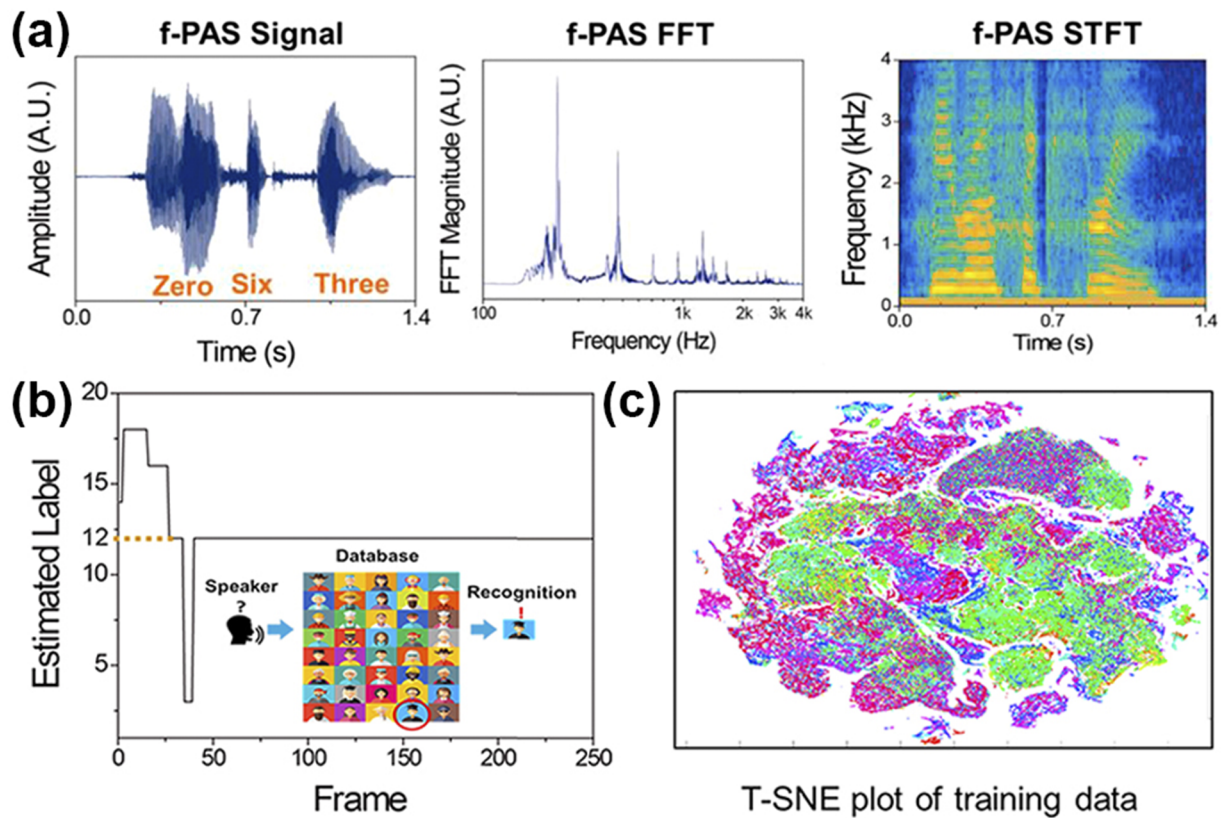 (a)
f-PAS Signal
Amplitude (A.U.)
Zero Six Three
0.0 0.7 1.4
Time (s)
f-PAS FFT
FFT Magnitude (A.U.)
100 1k 2k 3k 4k
Frequency (Hz)
f-PAS STFT
Frequency (kHz)
4
3
2
1
0
0.0 0.7 1.4
Time (s)
(b)
Estimated Label
20
15
12
10
5
Database
Speaker
?
Recognition
!
0 50 100 150 200 250
Frame
(c)
T-SNE plot of training data